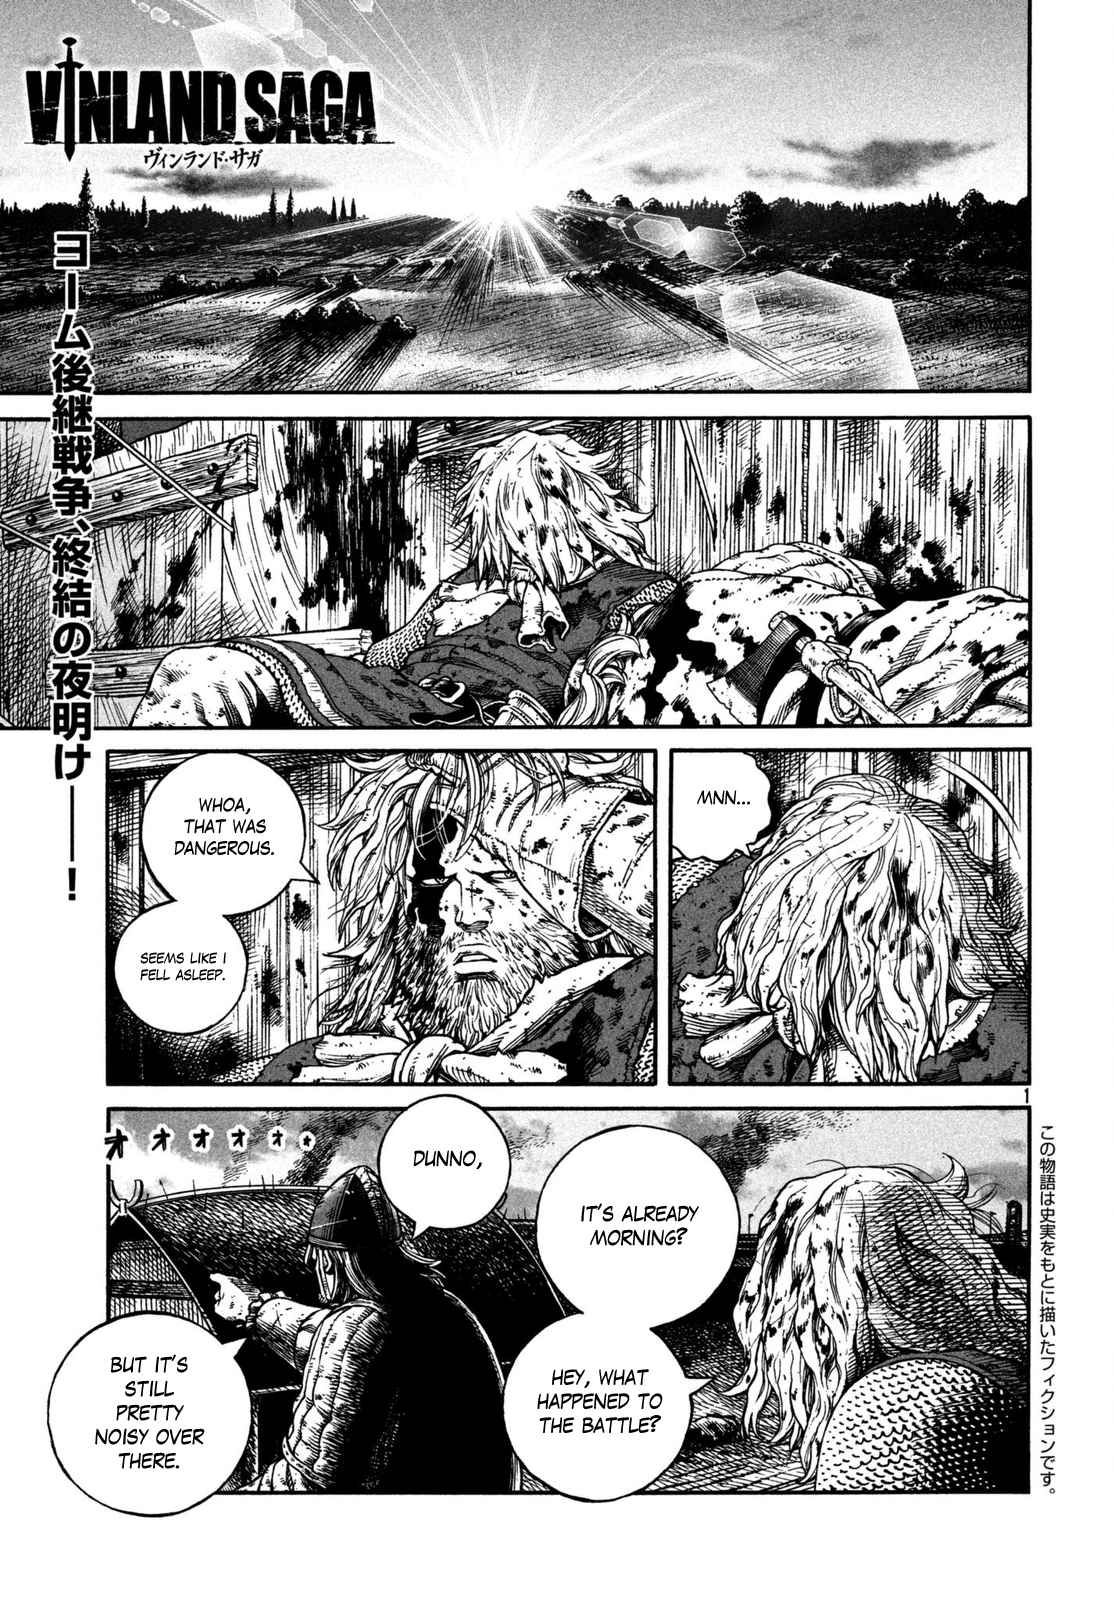 VINLAND SAGA
ヴィンランド・サガ
ヨーム後継戦争、終結の夜明け――!
MNN...
WHOA,
THAT WAS
DANGEROUS.
SEEMS LIKE I
FELL ASLEEP.
1
IT'S ALREADY
MORNING?
HEY, WHAT
HAPPENED TO
THE BATTLE?
DUNNO,
BUT IT'S
STILL
PRETTY
NOISY OVER
THERE.
オオオオォォ
この物語は史実をもとに描いたフィクションです。